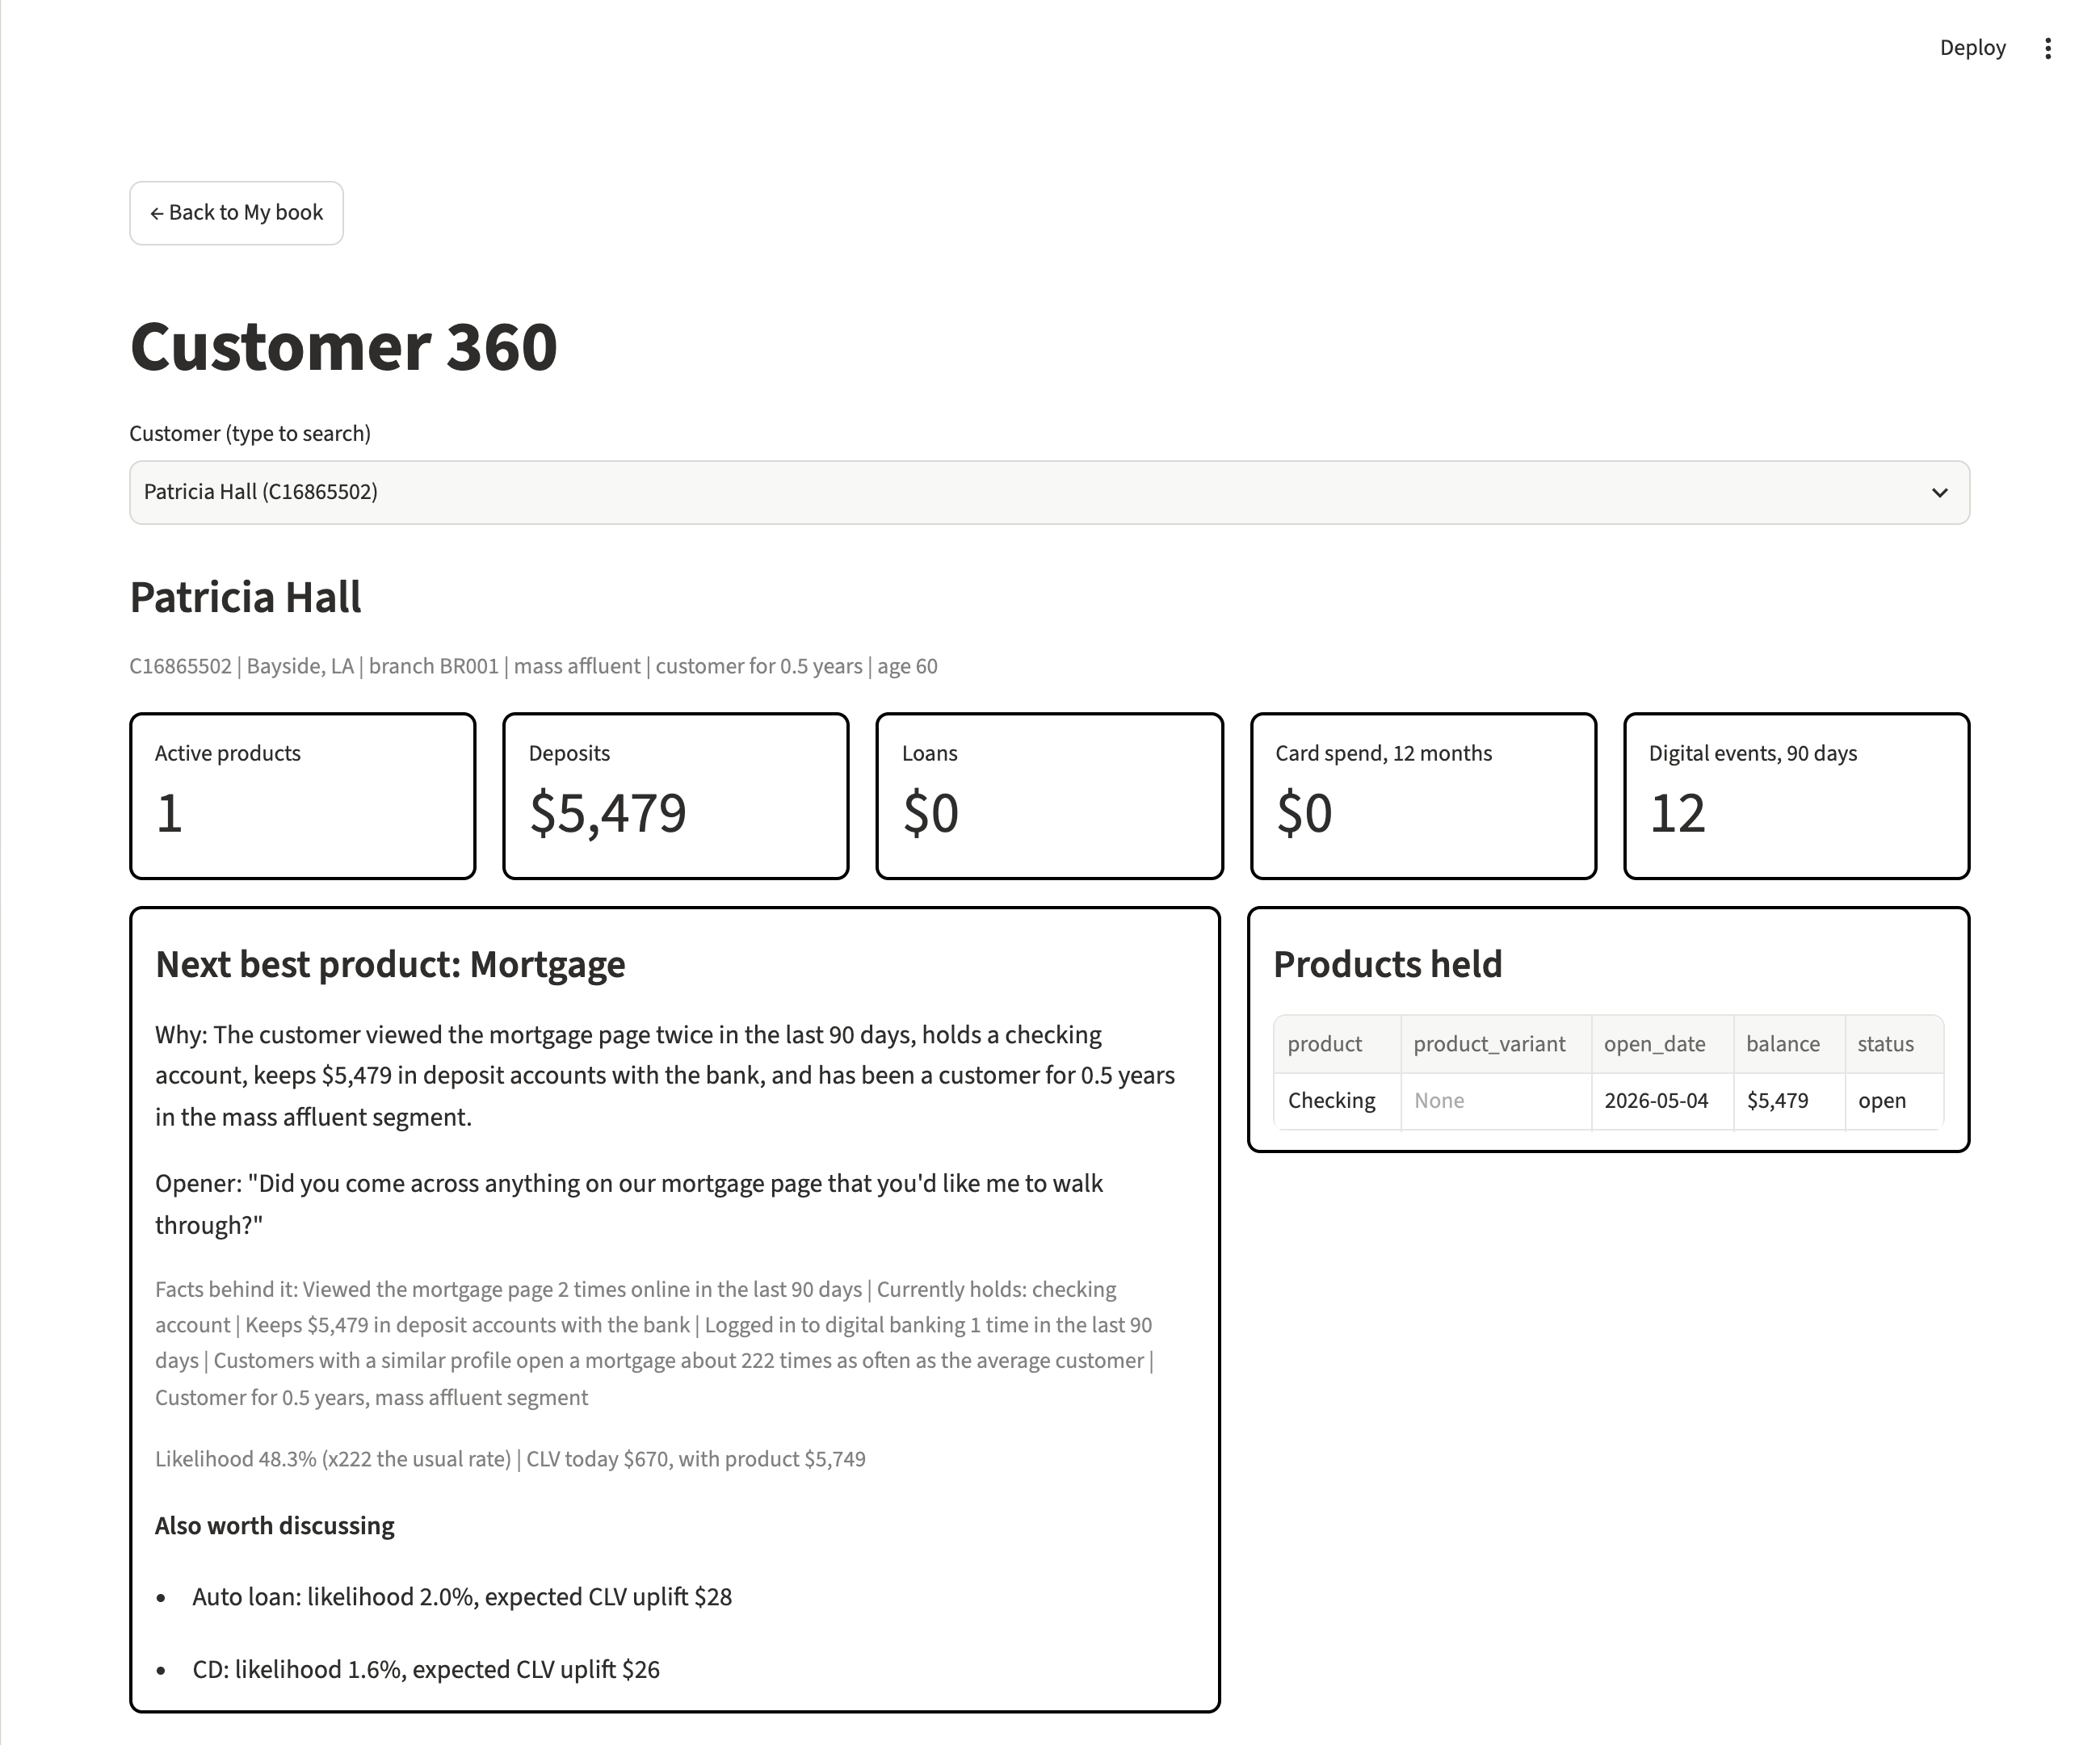 Deploy
← Back to My book
Customer 360
Customer (type to search)
Patricia Hall (C16865502)
Patricia Hall
C16865502 | Bayside, LA | branch BR001 | mass affluent | customer for 0.5 years | age 60
Active products
1
Deposits
$5,479
Loans
$0
Card spend, 12 months
$0
Digital events, 90 days
12
Next best product: Mortgage
Why: The customer viewed the mortgage page twice in the last 90 days, holds a checking
account, keeps $5,479 in deposit accounts with the bank, and has been a customer for 0.5 years
in the mass affluent segment.
Opener: "Did you come across anything on our mortgage page that you'd like me to walk
through?"
Facts behind it: Viewed the mortgage page 2 times online in the last 90 days | Currently holds: checking
account | Keeps $5,479 in deposit accounts with the bank | Logged in to digital banking 1 time in the last 90
days | Customers with a similar profile open a mortgage about 222 times as often as the average customer |
Customer for 0.5 years, mass affluent segment
Likelihood 48.3% (x222 the usual rate) | CLV today $670, with product $5,749
Also worth discussing
• Auto loan: likelihood 2.0%, expected CLV uplift $28
• CD: likelihood 1.6%, expected CLV uplift $26
Products held
product product_variant open_date balance status
Checking None 2026-05-04 $5,479 open